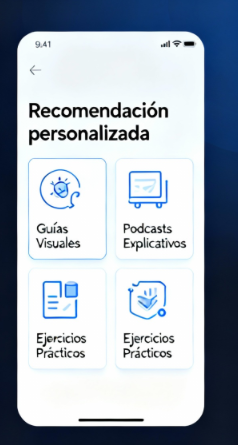 9.41
Recomendación
personalizada
Guías
Visuales
Podcasts
Explicativos
Ejercicios
Prácticos
Ejercicios
Prácticos